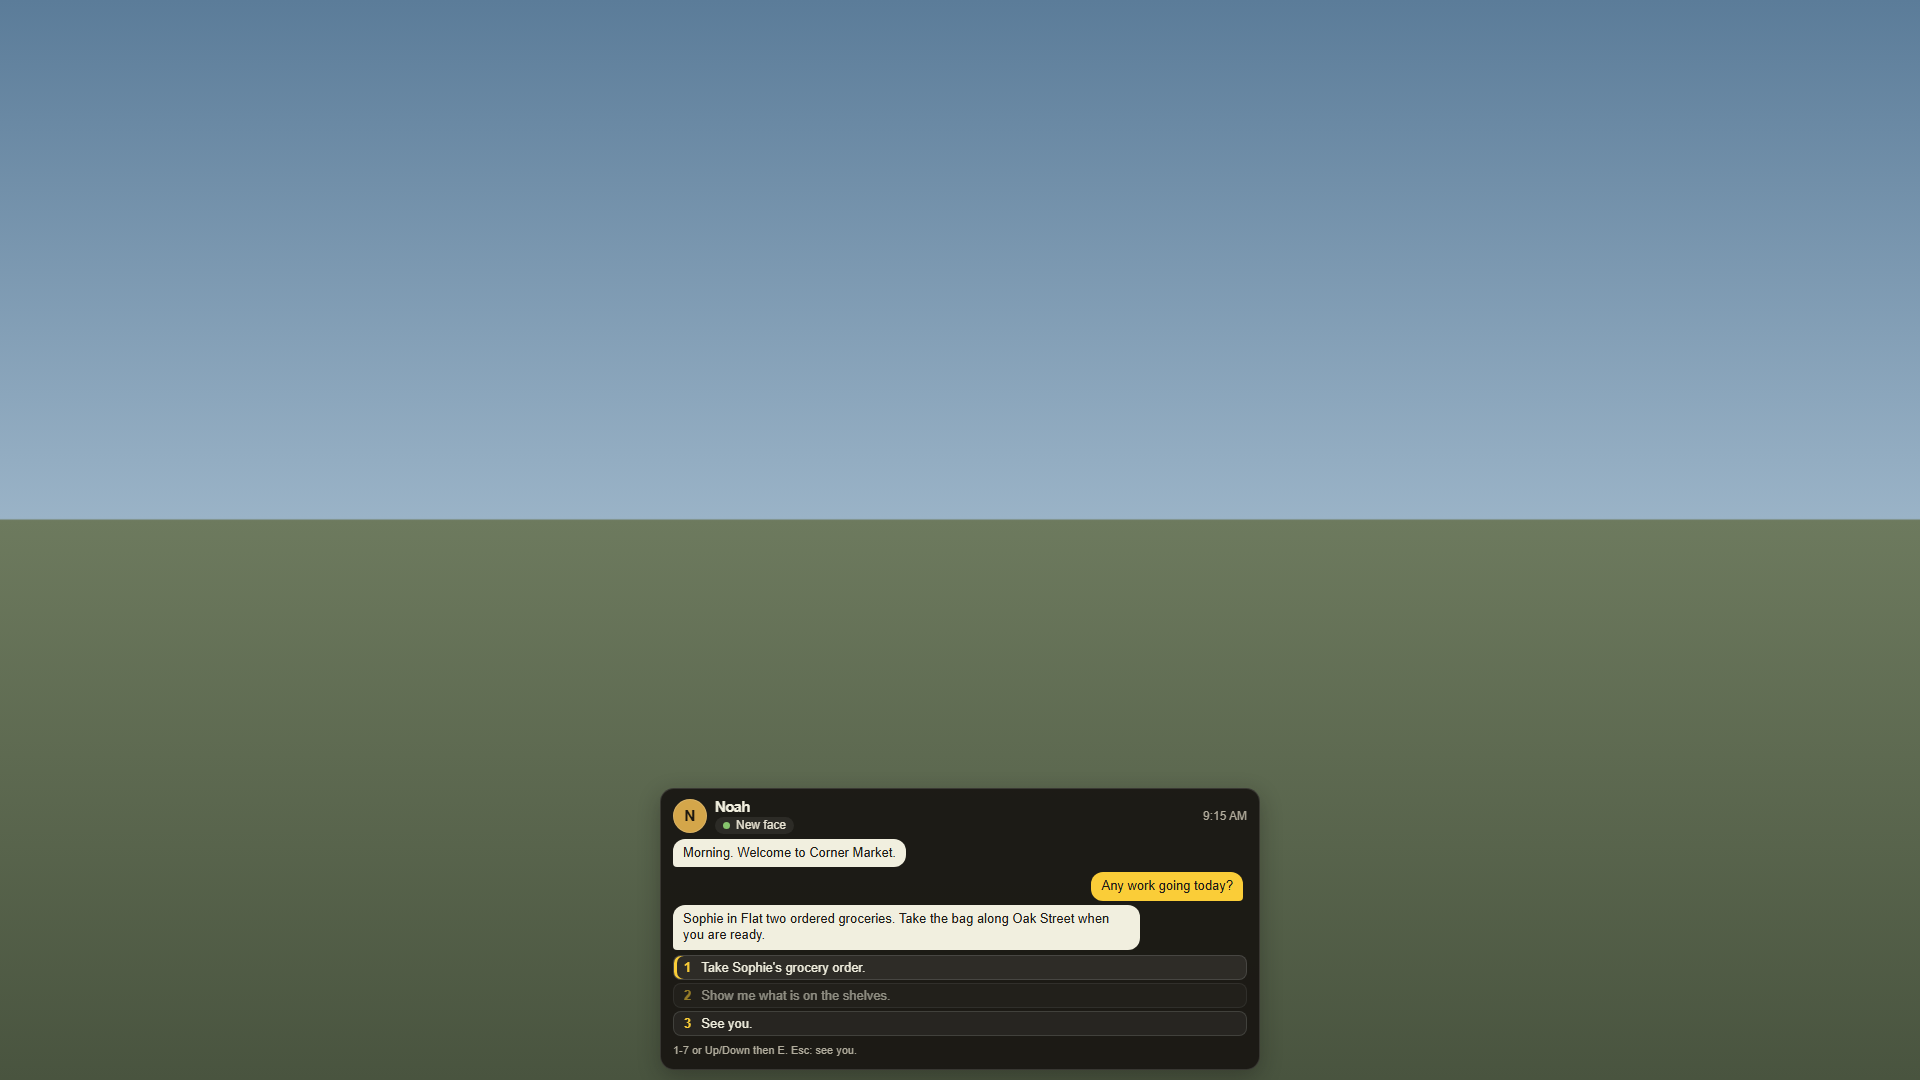 N
Noah
New face
9:15 AM
Morning. Welcome to Corner Market.
Any work going today?
Sophie in Flat two ordered groceries. Take the bag along Oak Street when
you are ready.
1 Take Sophie's grocery order.
2 Show me what is on the shelves.
3 See you.
1-7 or Up/Down then E. Esc: see you.